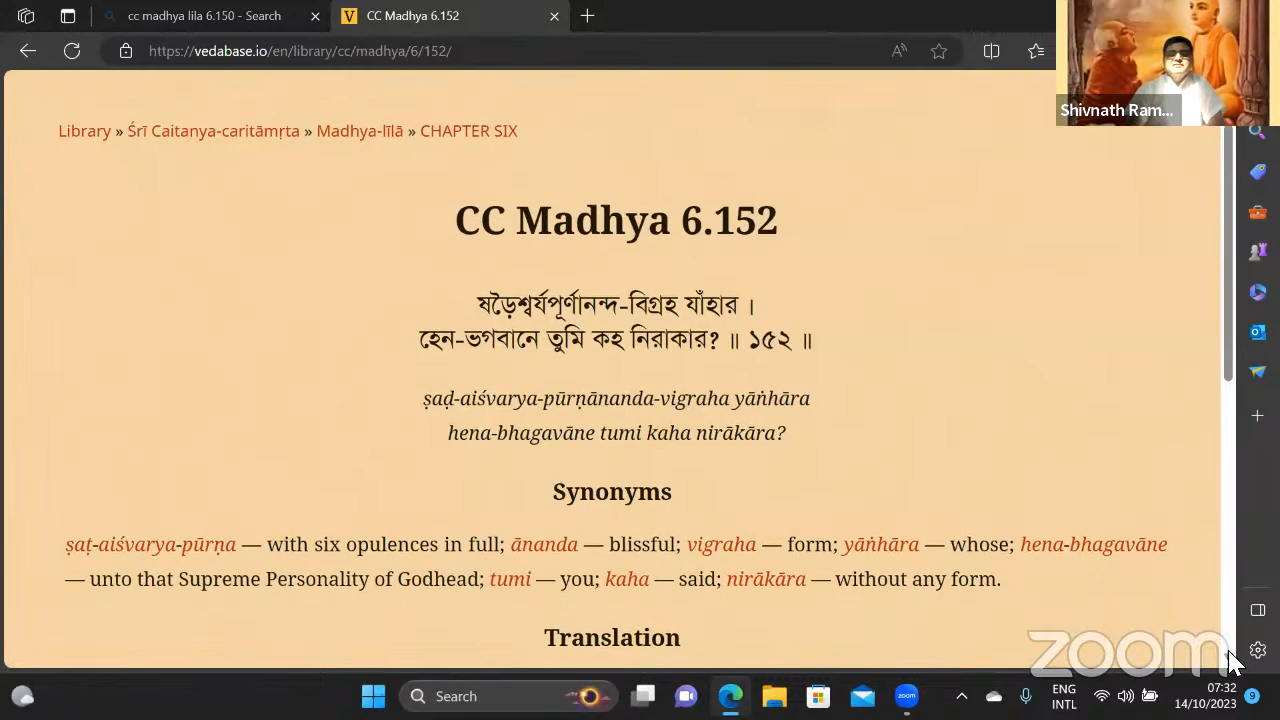 cc madhya lila 6.150 - Search
CC Madhya 6.152
https://vedabase.io/en/library/cc/madhya/6/152/
Shivnath Ram...
Library » Śrī Caitanya-caritāmṛta » Madhya-līlā » CHAPTER SIX
CC Madhya 6.152
ষড়ৈশ্বর্যপূর্ণানন্দ-বিগ্রহ যাঁহার ।
হেন-ভগবানে তুমি কহ নিরাকার? ॥ ১৫২ ॥
ṣaḍ-aiśvarya-pūrṇānanda-vigraha yāṅhāra
hena-bhagavāne tumi kaha nirākāra?
Synonyms
ṣaṭ-aiśvarya-pūrṇa — with six opulences in full; ānanda — blissful; vigraha — form; yāṅhāra — whose; hena-bhagavāne
— unto that Supreme Personality of Godhead; tumi — you; kaha — said; nirākāra — without any form.
Translation
zoom
Search
zoom
ENG
INTL
07:32
14/10/2023
9